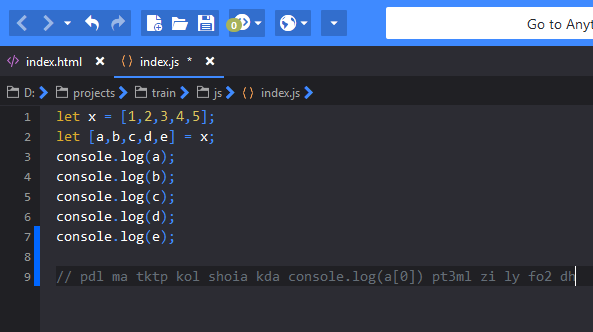 0
Go to Anyt
index.html
index.js *
D: projects train js index.js
1 let x = [1,2,3,4,5];
2 let [a,b,c,d,e] = x;
3 console.log(a);
4 console.log(b);
5 console.log(c);
6 console.log(d);
7 console.log(e);
8
9 // pdl ma tktp kol shoia kda console.log(a[0]) pt3ml zi ly fo2 dh